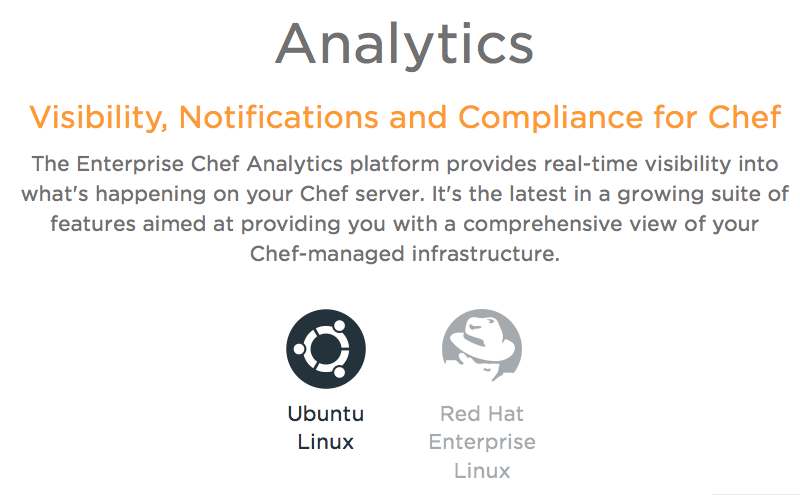 Analytics
Visibility, Notifications and Compliance for Chef
The Enterprise Chef Analytics platform provides real-time visibility into
what's happening on your Chef server. It's the latest in a growing suite of
features aimed at providing you with a comprehensive view of your
Chef-managed infrastructure.
Ubuntu
Linux
Red Hat
Enterprise
Linux